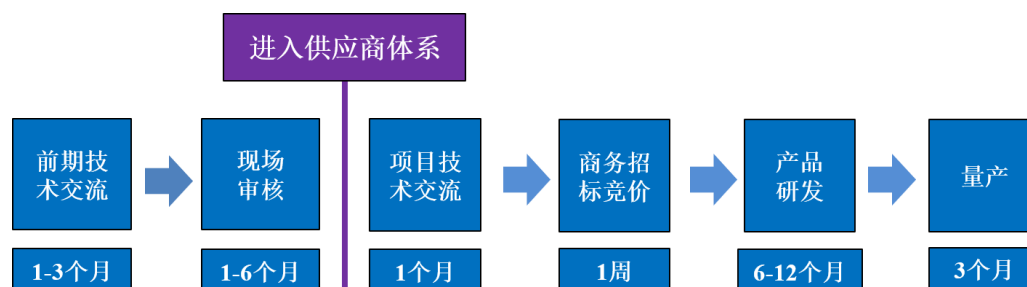 进入供应商体系
前期技
术交流
现场
审核
项目技
术交流
商务招
标竞价
产品
研发
量产
1-3个月
1-6个月
1个月
1周
6-12个月
3个月